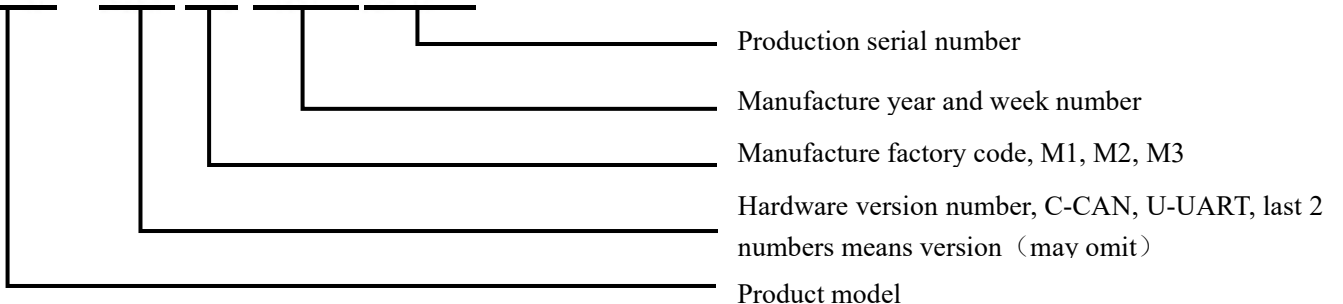 Production serial number
Manufacture year and week number
Manufacture factory code, M1, M2, M3
Hardware version number, C-CAN, U-UART, last 2
numbers means version（may omit）
Product model